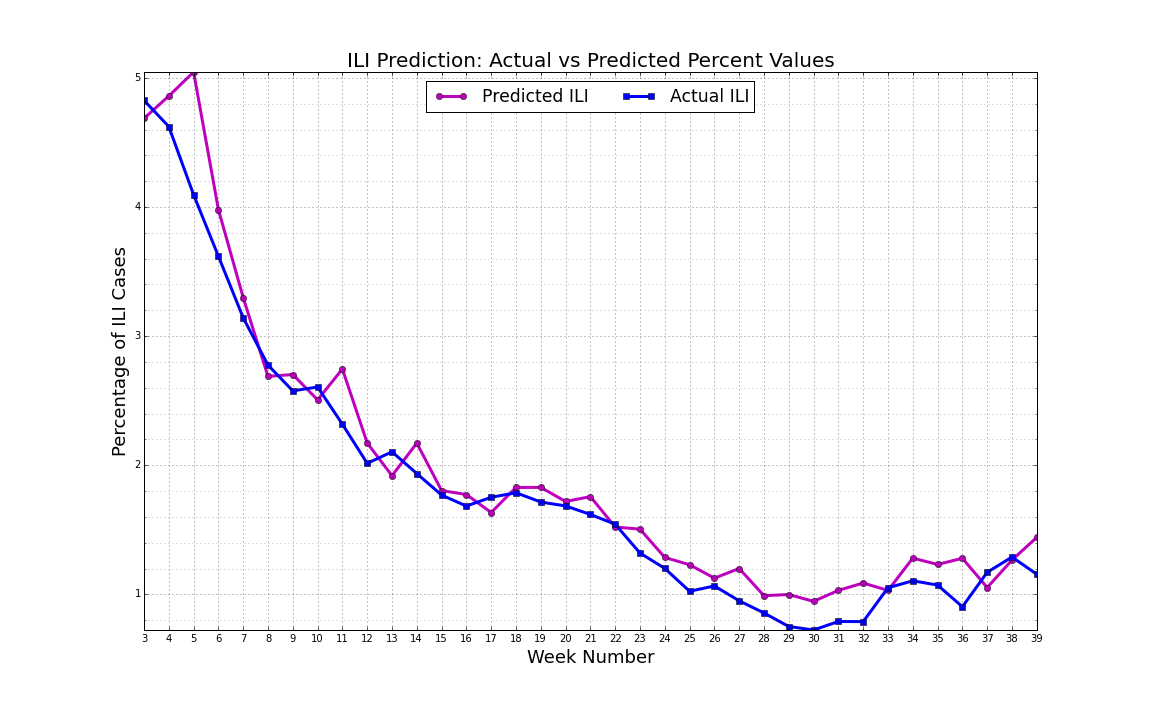 ILI Prediction: Actual vs Predicted Percent Values
Predicted ILI Actual ILI
Percentage of ILI Cases
5
4
3
2
1
3 4 5 6 7 8 9 10 11 12 13 14 15 16 17 18 19 20 21 22 23 24 25 26 27 28 29 30 31 32 33 34 35 36 37 38 39
Week Number